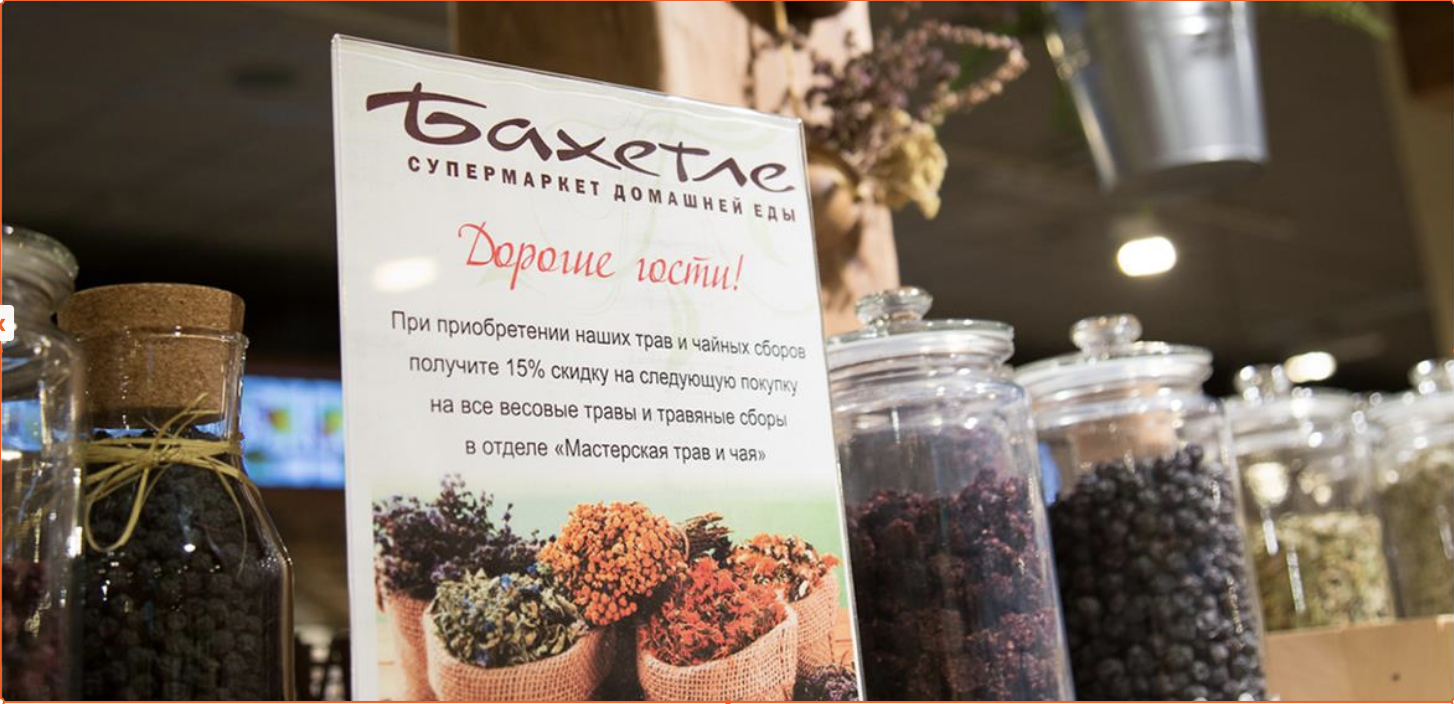 Бахетле
СУПЕРМАРКЕТ ДОМАШНЕЙ ЕДЫ
Дорогие гости!
При приобретении наших трав и чайных сборов
получите 15% скидку на следующую покупку
на все весовые травы и травяные сборы
в отделе «Мастерская трав и чая»